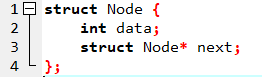 1 struct Node {
2     int data;
3     struct Node* next;
4 };